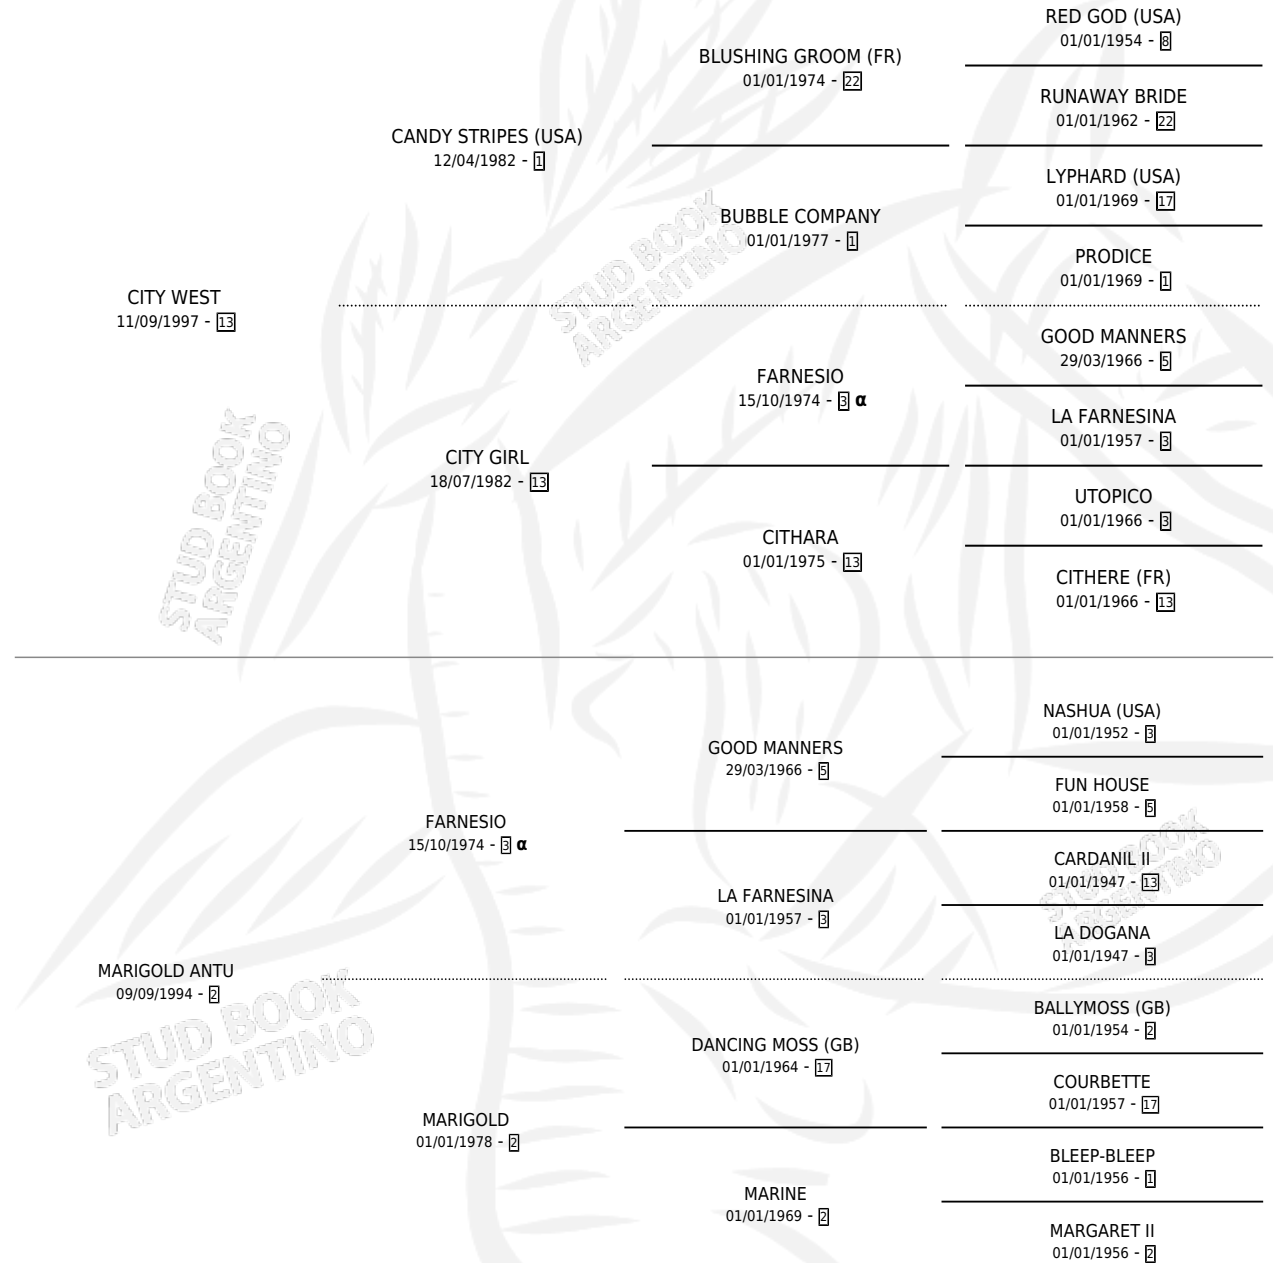 RED GOD (USA)
01/01/1954 - 8
BLUSHING GROOM (FR)
01/01/1974 - 22
RUNAWAY BRIDE
01/01/1962 - 22
CANDY STRIPES (USA)
12/04/1982 - 1
LYPHARD (USA)
01/01/1969 - 17
BUBBLE COMPANY
01/01/1977 - 1
PRODICE
01/01/1969 - 1
CITY WEST
11/09/1997 - 13
GOOD MANNERS
29/03/1966 - 5
FARNESIO
15/10/1974 - 3 α
LA FARNESINA
01/01/1957 - 3
CITY GIRL
18/07/1982 - 13
UTOPICO
01/01/1966 - 3
CITHARA
01/01/1975 - 13
CITHERE (FR)
01/01/1966 - 13
STUD BOOK
ARGENTINO
STUD BOOK
ARGENTINO
NASHUA (USA)
01/01/1952 - 3
GOOD MANNERS
29/03/1966 - 5
FUN HOUSE
01/01/1958 - 5
FARNESIO
15/10/1974 - 3 α
CARDANIL II
01/01/1947 - 13
LA FARNESINA
01/01/1957 - 3
LA DOGANA
01/01/1947 - 3
MARIGOLD ANTU
09/09/1994 - 2
BALLYMOSS (GB)
01/01/1954 - 2
DANCING MOSS (GB)
01/01/1964 - 17
COURBETTE
01/01/1957 - 17
MARIGOLD
01/01/1978 - 2
BLEEP-BLEEP
01/01/1956 - 1
MARINE
01/01/1969 - 2
MARGARET II
01/01/1956 - 2
STUD BOOK
ARGENTINO
STUD BOOK
ARGENTINO